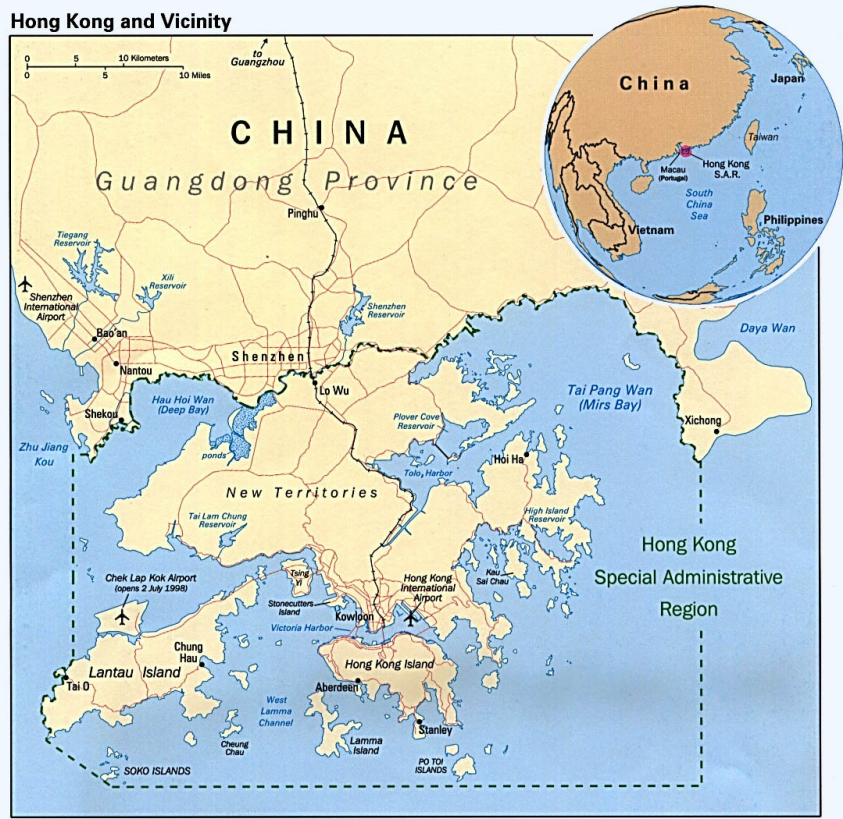 Hong Kong and Vicinity
0 5 10 Kilometers
0 5 10 Miles
to
Guangzhou
CHINA
Guangdong Province
Pinghu
Tiegang
Reservoir
Xili
Reservoir
Shenzhen
International
Airport
Shenzhen
Reservoir
Bao'an
Nantou
Shenzhen
Lo Wu
Shekou
Hau Hoi Wan
(Deep Bay)
Zhu Jiang
Kou
ponds
Plover Cove
Reservoir
Tai Pang Wan
(Mirs Bay)
Daya Wan
Xichong
Tolo Harbor
Hoi Ha
New Territories
Tai Lam Chung
Reservoir
High Island
Reservoir
Hong Kong
Special Administrative
Region
Kau
Sai Chau
Chek Lap Kok Airport
(opens 2 July 1998)
Tsing
Yi
Stonecutters
Island
Kowloon
Hong Kong
International
Airport
Victoria Harbor
Chung
Hau
Lantau Island
Tai O
Hong Kong Island
Aberdeen
West
Lamma
Channel
Stanley
Cheung
Chau
Lamma
Island
PO TOI
ISLANDS
SOKO ISLANDS
China
Japan
Taiwan
Macau
(Portugal)
Hong Kong
S.A.R.
South
China
Sea
Vietnam
Philippines